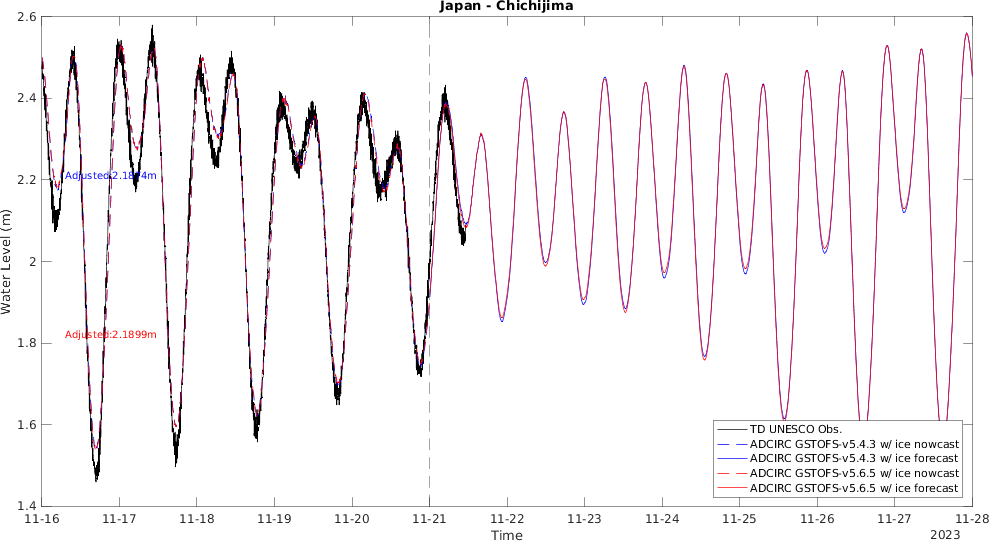 Japan - Chichijima
2.6
2.4
2.2
2
1.8
1.6
1.4
Water Level (m)
Adjusted:2.1874m
Adjusted:2.1899m
TD UNESCO Obs.
ADCIRC GSTOFS-v5.4.3 w/ ice nowcast
ADCIRC GSTOFS-v5.4.3 w/ ice forecast
ADCIRC GSTOFS-v5.6.5 w/ ice nowcast
ADCIRC GSTOFS-v5.6.5 w/ ice forecast
11-16 11-17 11-18 11-19 11-20 11-21 11-22 11-23 11-24 11-25 11-26 11-27 11-28
Time
2023